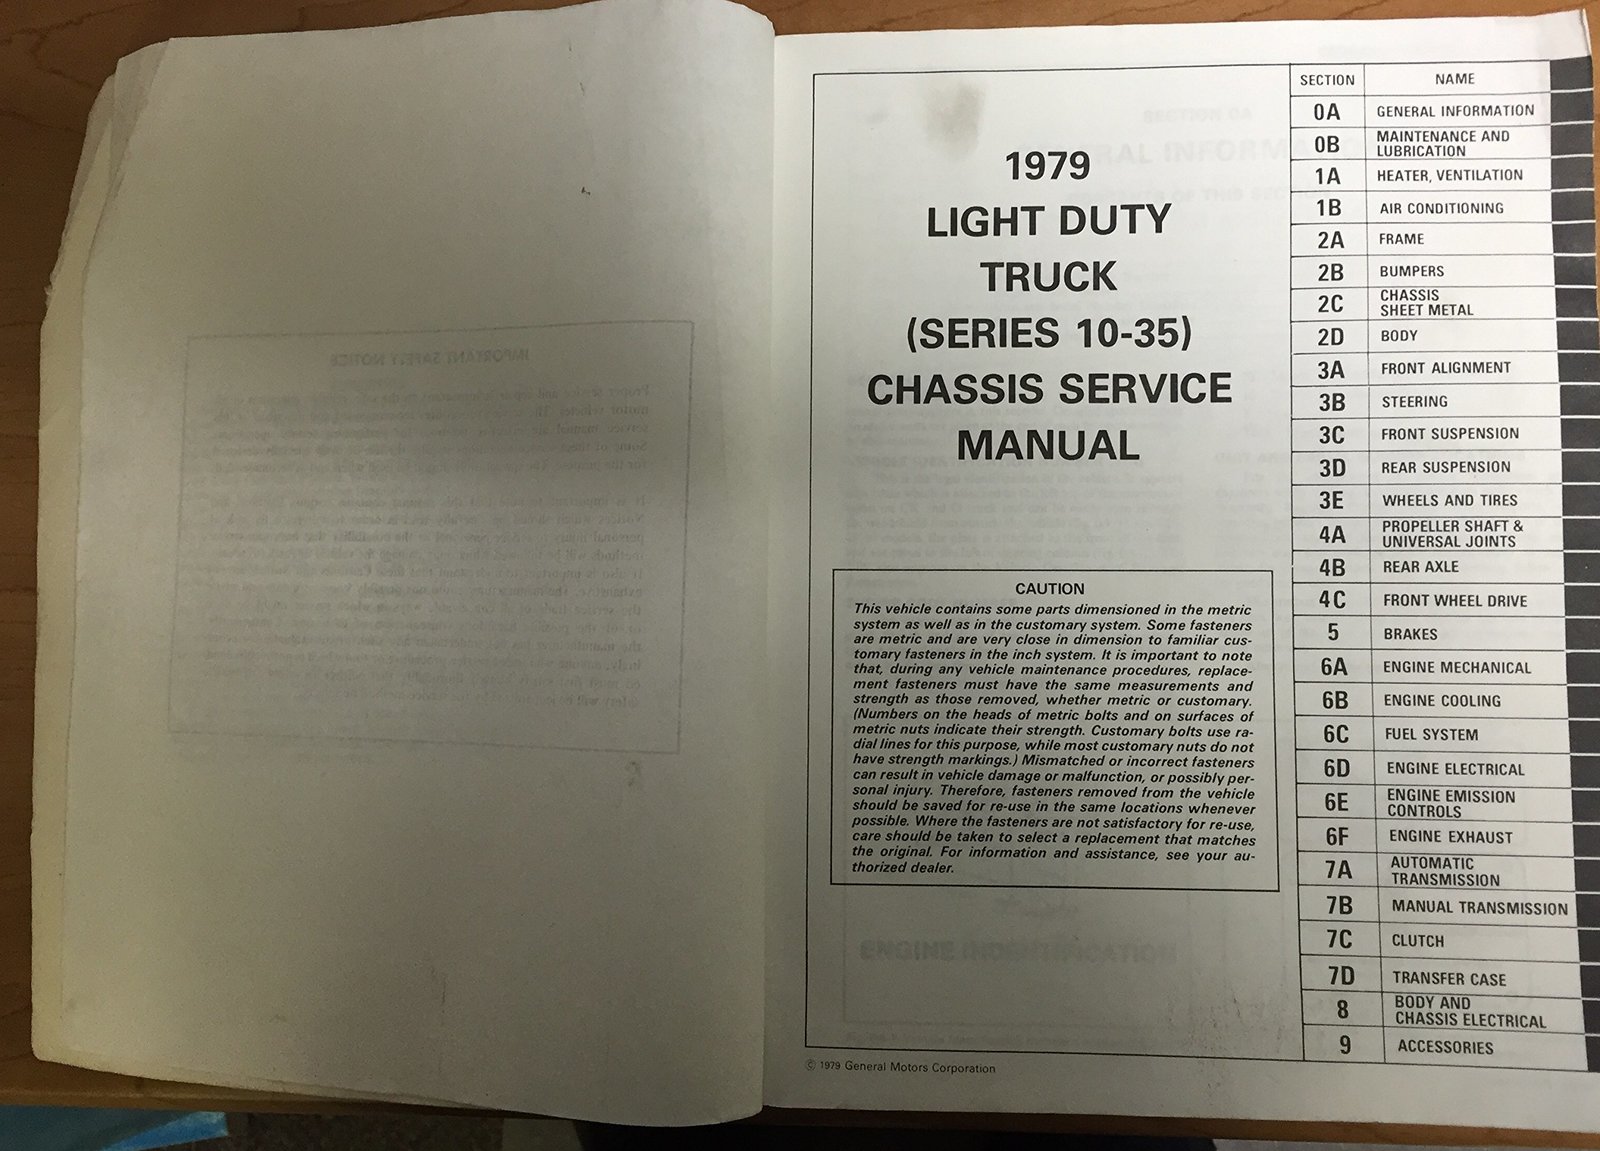 1979
LIGHT DUTY
TRUCK
(SERIES 10-35)
CHASSIS SERVICE
MANUAL
CAUTION
This vehicle contains some parts dimensioned in the metric
system as well as in the customary system. Some fasteners
are metric and are very close in dimension to familiar cus-
tomary fasteners in the inch system. It is important to note
that, during any vehicle maintenance procedures, replace-
ment fasteners must have the same measurements and
strength as those removed, whether metric or customary.
(Numbers on the heads of metric bolts and on surfaces of
metric nuts indicate their strength. Customary bolts use ra-
dial lines for this purpose, while most customary nuts do not
have strength markings.) Mismatched or incorrect fasteners
can result in vehicle damage or malfunction, or possibly per-
sonal injury. Therefore, fasteners removed from the vehicle
should be saved for re-use in the same locations whenever
possible. Where the fasteners are not satisfactory for re-use,
care should be taken to select a replacement that matches
the original. For information and assistance, see your au-
thorized dealer.
© 1979 General Motors Corporation
SECTION NAME
0A GENERAL INFORMATION
0B MAINTENANCE AND
LUBRICATION
1A HEATER, VENTILATION
1B AIR CONDITIONING
2A FRAME
2B BUMPERS
2C CHASSIS
SHEET METAL
2D BODY
3A FRONT ALIGNMENT
3B STEERING
3C FRONT SUSPENSION
3D REAR SUSPENSION
3E WHEELS AND TIRES
4A PROPELLER SHAFT &
UNIVERSAL JOINTS
4B REAR AXLE
4C FRONT WHEEL DRIVE
5 BRAKES
6A ENGINE MECHANICAL
6B ENGINE COOLING
6C FUEL SYSTEM
6D ENGINE ELECTRICAL
6E ENGINE EMISSION
CONTROLS
6F ENGINE EXHAUST
7A AUTOMATIC
TRANSMISSION
7B MANUAL TRANSMISSION
7C CLUTCH
7D TRANSFER CASE
8 BODY AND
CHASSIS ELECTRICAL
9 ACCESSORIES